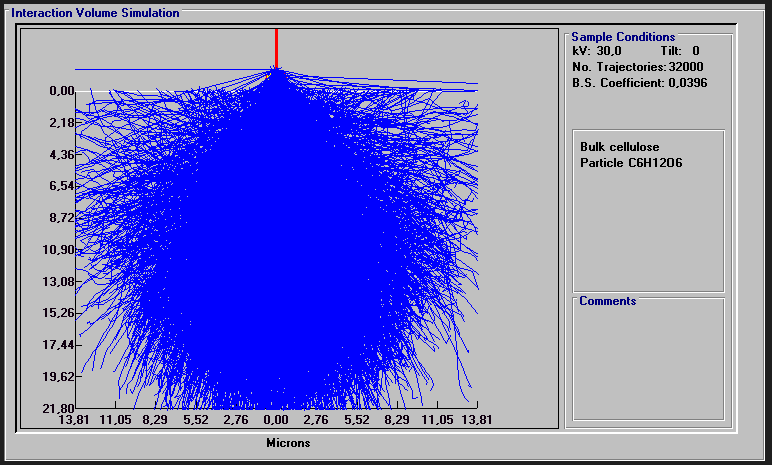 Interaction Volume Simulation
Sample Conditions
kV: 30,0 Tilt: 0
No. Trajectories: 32000
B.S. Coefficient: 0,0396
Bulk cellulose
Particle C6H12O6
Comments
0,00
2,18
4,36
6,54
8,72
10,90
13,08
15,26
17,44
19,62
21,80
13,81 11,05 8,29 5,52 2,76 0,00 2,76 5,52 8,29 11,05 13,81
Microns